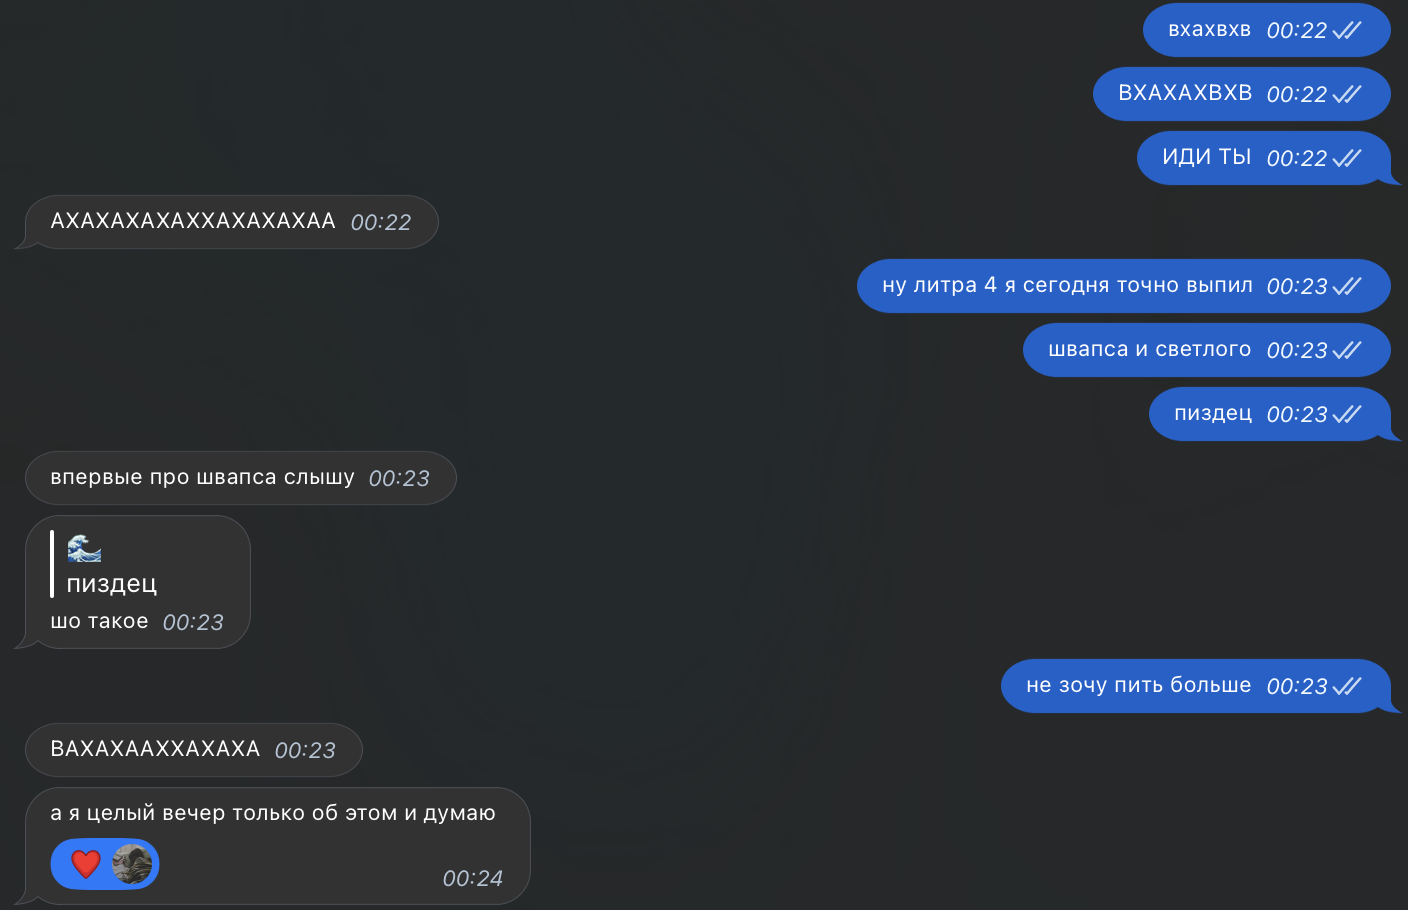 вхахвхв 00:22
ВХАХАХВХВ 00:22
ИДИ ТЫ 00:22
АХАХАХАХАХХАХАХАХАА 00:22
ну литра 4 я сегодня точно выпил 00:23
швапса и светлого 00:23
пиздец 00:23
впервые про швапса слышу 00:23
🌊
пиздец
шо такое 00:23
не зочу пить больше 00:23
ВАХАХААХХАХАХА 00:23
а я целый вечер только об этом и думаю
❤️ 00:24